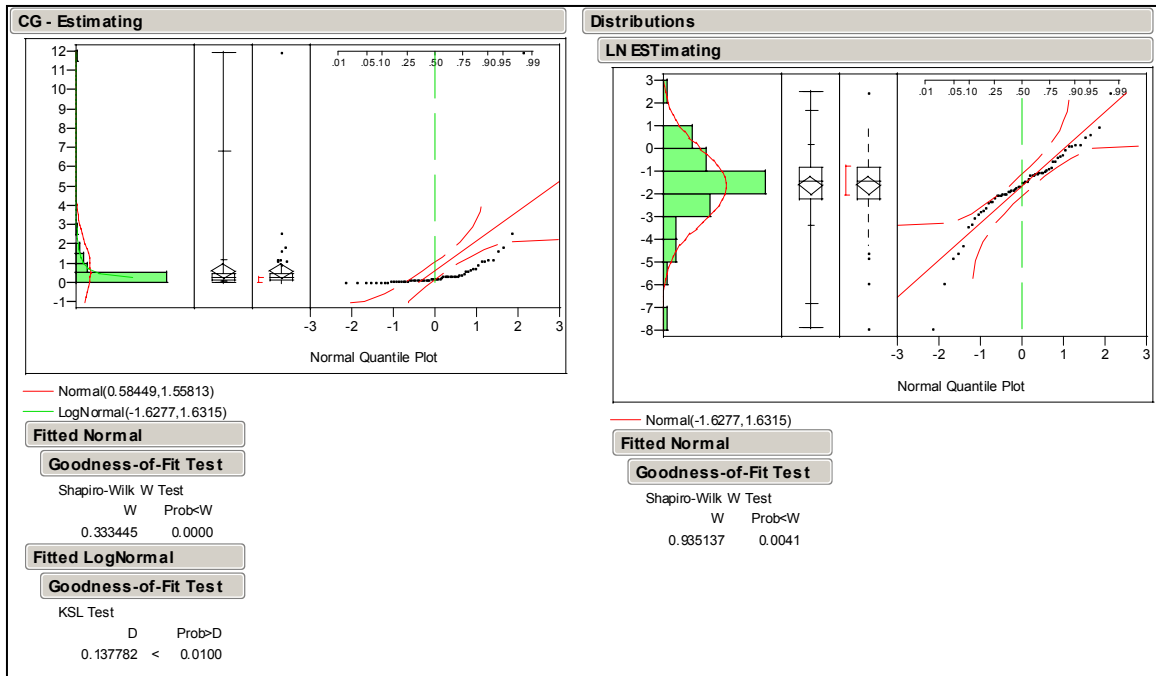 CG - Estimating
12
11
10
9
8
7
6
5
4
3
2
1
0
-1
.01 .05 .10 .25 .50 .75 .90 .95 .99
-3 -2 -1 0 1 2 3
Normal Quantile Plot
Normal(0.58449,1.55813)
LogNormal(-1.6277,1.6315)
Fitted Normal
Goodness-of-Fit Test
Shapiro-Wilk W Test
W Prob<W
0.333445 0.0000
Fitted LogNormal
Goodness-of-Fit Test
KSL Test
D Prob>D
0.137782 < 0.0100
Distributions
LN ESTimating
3
2
1
0
-1
-2
-3
-4
-5
-6
-7
-8
.01 .05 .10 .25 .50 .75 .90 .95 .99
-3 -2 -1 0 1 2 3
Normal Quantile Plot
Normal(-1.6277,1.6315)
Fitted Normal
Goodness-of-Fit Test
Shapiro-Wilk W Test
W Prob<W
0.935137 0.0041